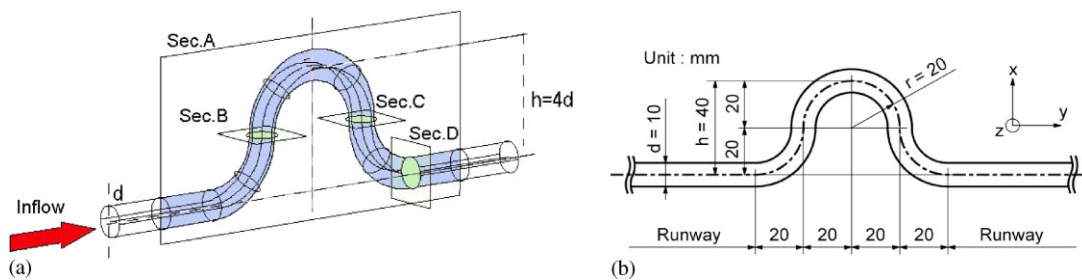 Sec.A
Sec.B
Sec.C
Sec.D
h=4d
d
Inflow
(a)
Unit : mm
r = 20
d = 10
h = 40
20
20
x
y
z
Runway
20
20
20
20
Runway
(b)